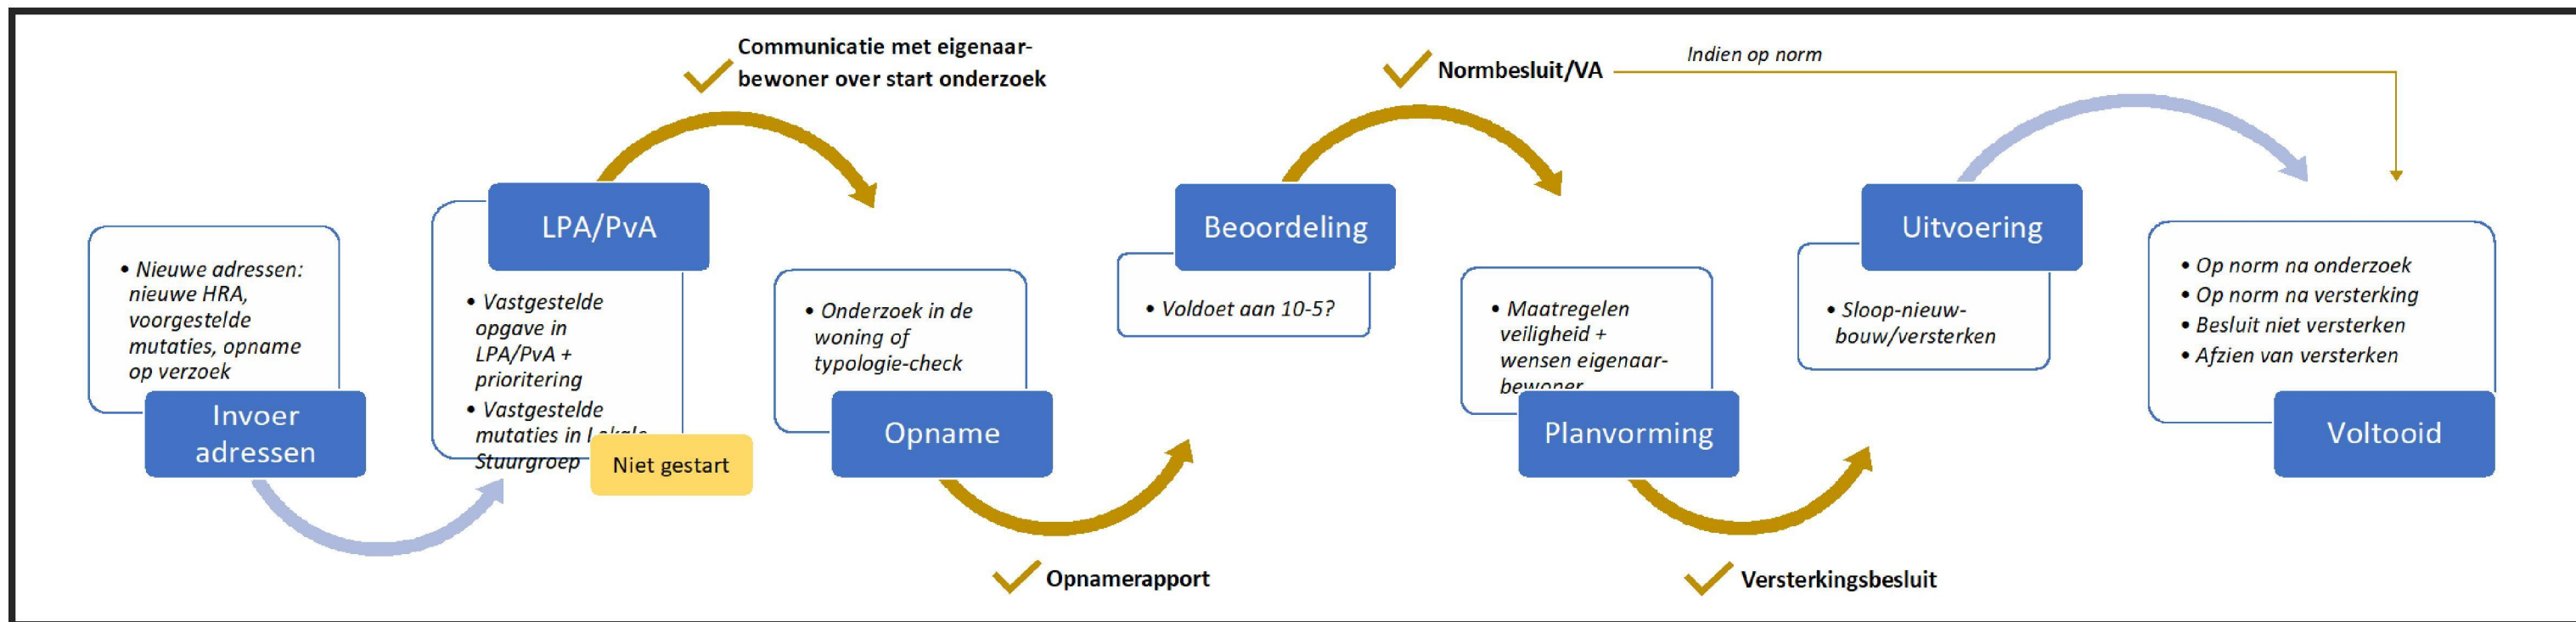 Communicatie met eigenaar-
bewoner over start onderzoek
Normbesluit/VA
Indien op norm
• Nieuwe adressen:
nieuwe HRA,
voorgestelde
mutaties, opname
op verzoek
Invoer
adressen
LPA/PvA
• Vastgestelde
opgave in
LPA/PvA +
prioritering
• Vastgestelde
mutaties in Lokale
Stuurgroep
Niet gestart
• Onderzoek in de
woning of
typologie-check
Opname
Opnamerapport
Beoordeling
• Voldoet aan 10-5?
• Maatregelen
veiligheid +
wensen eigenaar-
bewoner
Planvorming
Versterkingsbesluit
Uitvoering
• Sloop-nieuw-
bouw/versterken
• Op norm na onderzoek
• Op norm na versterking
• Besluit niet versterken
• Afzien van versterken
Voltooid